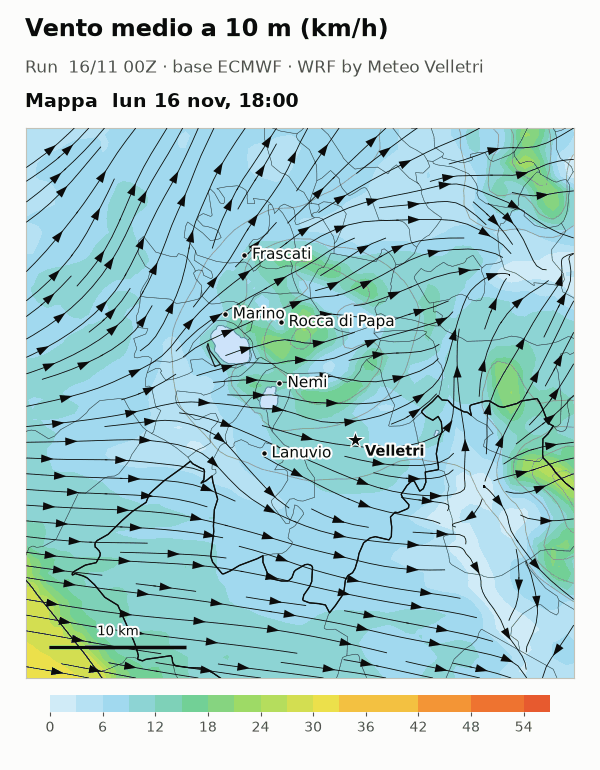 Vento medio a 10 m (km/h)
Run 16/11 00Z · base ECMWF · WRF by Meteo Velletri
Mappa lun 16 nov, 18:00
Frascati
Marino
Rocca di Papa
Nemi
Velletri
Lanuvio
10 km
0 6 12 18 24 30 36 42 48 54